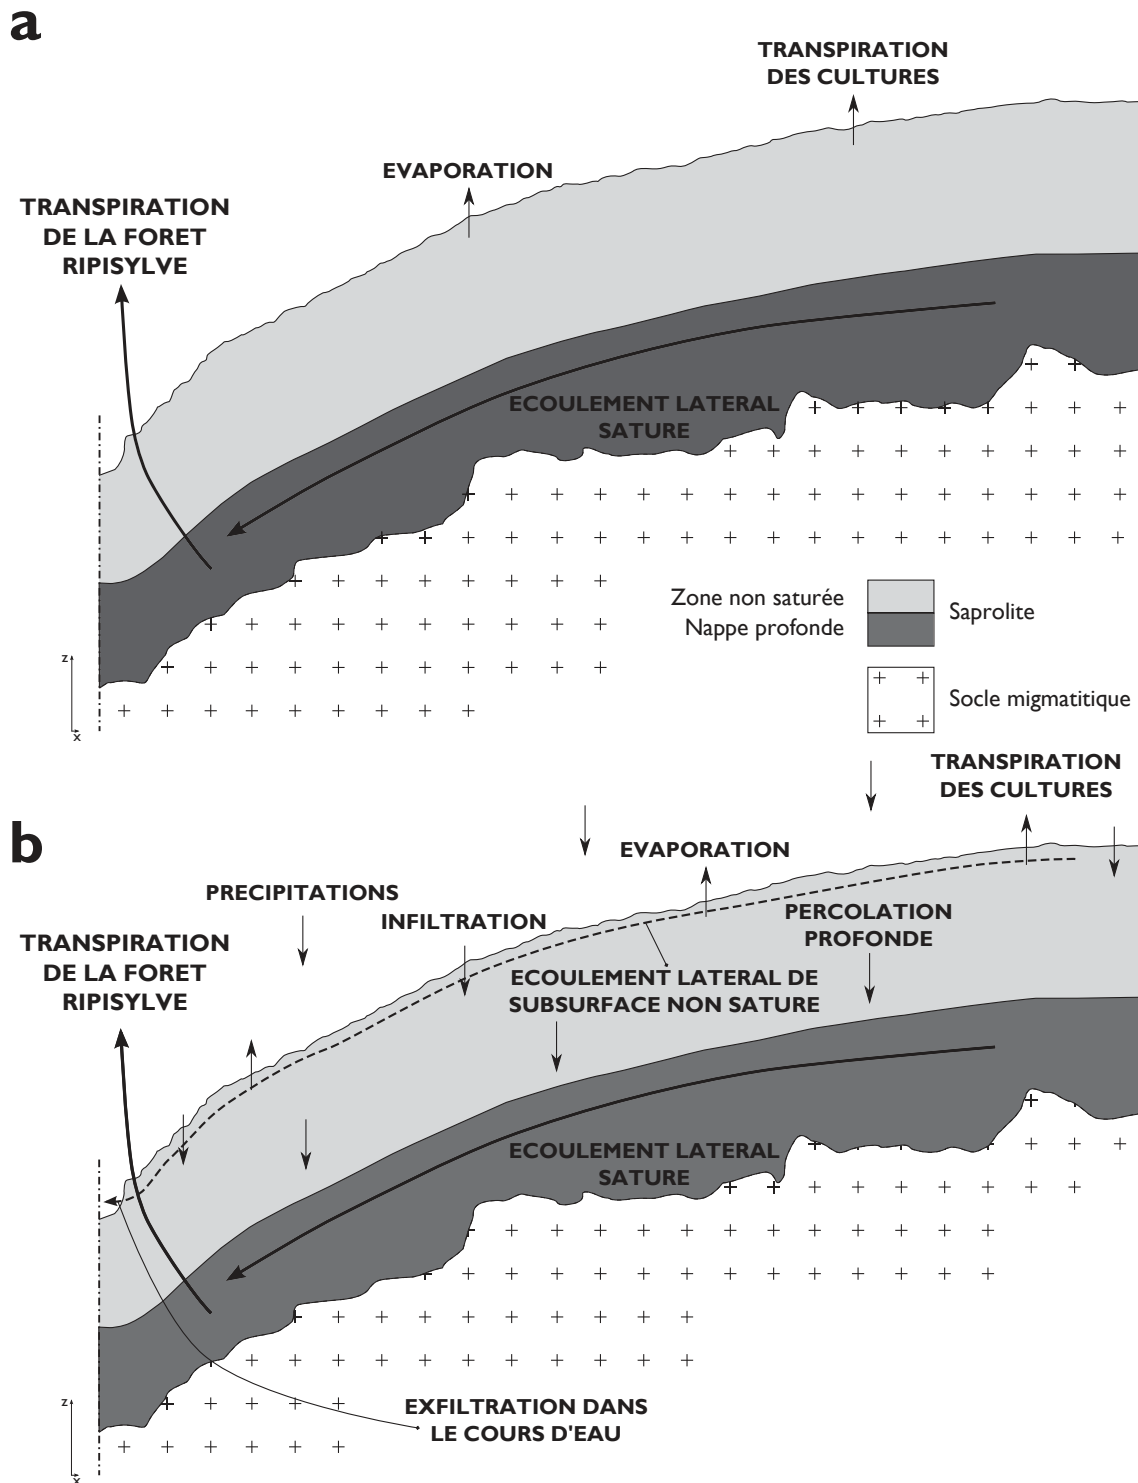 a
TRANSPIRATION
DES CULTURES
EVAPORATION
TRANSPIRATION
DE LA FORET
RIPISYLVE
ECOULEMENT LATERAL
SATURE
Zone non saturée
Nappe profonde
Saprolite
Socle migmatitique
z
x
b
TRANSPIRATION
DES CULTURES
EVAPORATION
PRECIPITATIONS
INFILTRATION
PERCOLATION
PROFONDE
TRANSPIRATION
DE LA FORET
RIPISYLVE
ECOULEMENT LATERAL DE
SUBSURFACE NON SATURE
ECOULEMENT LATERAL
SATURE
EXFILTRATION DANS
LE COURS D'EAU
z
x